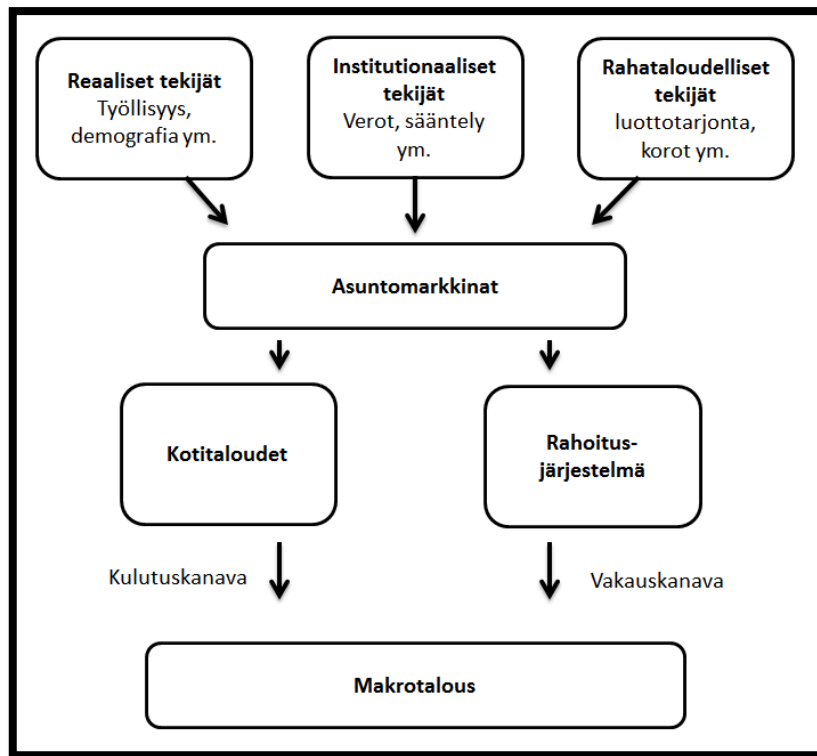 Reaaliset tekijät
Työllisyys,
demografia ym.
Institutionaaliset
tekijät
Verot, sääntely
ym.
Rahataloudelliset
tekijät
luottotarjonta,
korot ym.
Asuntomarkkinat
Kotitaloudet
Rahoitus-
järjestelmä
Kulutuskanava
Vakauskanava
Makrotalous